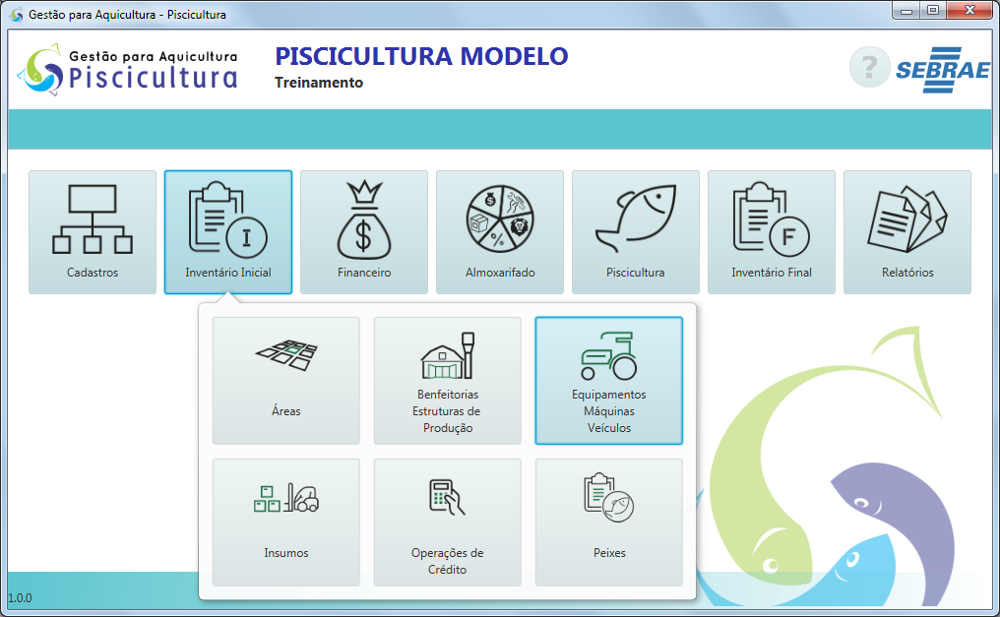 Gestão para Aquicultura - Piscicultura
Gestão para Aquicultura
Piscicultura
PISCICULTURA MODELO
Treinamento
?
SEBRAE
Cadastros
I
Inventário Inicial
$
Financeiro
$
%
Almoxarifado
Piscicultura
F
Inventário Final
Relatórios
Áreas
Benfeitorias
Estruturas de
Produção
Equipamentos
Máquinas
Veículos
Insumos
Operações de
Crédito
Peixes
1.0.0